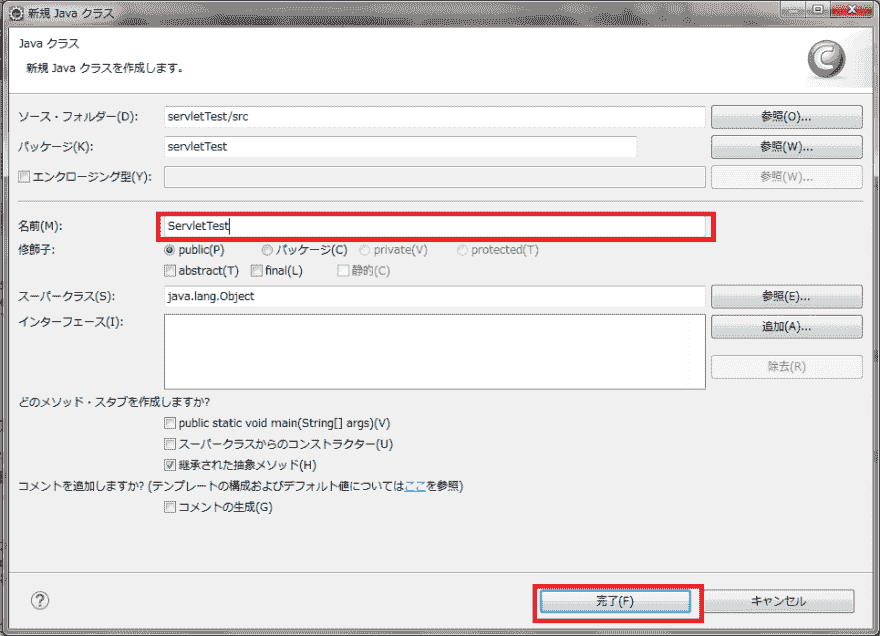 新規 Java クラス
Java クラス
新規 Java クラスを作成します。
ソース・フォルダー(D): servletTest/src 参照(O)...
パッケージ(K): servletTest 参照(W)...
エンクロージング型(Y): 参照(W)...
名前(M): ServletTest
修飾子: public(P) パッケージ(C) private(V) protected(T)
abstract(T) final(L) 静的(C)
スーパークラス(S): java.lang.Object 参照(E)...
インターフェース(I): 追加(A)...
除去(R)
どのメソッド・スタブを作成しますか?
public static void main(String[] args)(V)
スーパークラスからのコンストラクター(U)
継承された抽象メソッド(H)
コメントを追加しますか? (テンプレートの構成およびデフォルト値についてはここを参照)
コメントの生成(G)
? 完了(F) キャンセル